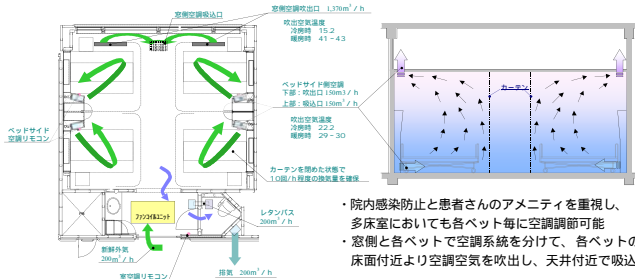 窓側空調吸込口
窓側空調吹出口 1,370m³/h
吹出空気温度
冷房時 15.2
暖房時 41-43
ベッドサイド側空調
下部：吹出口150m3/h
上部：吸込口150m³/h
吹出空気温度
冷房時 22.2
暖房時 29-30
カーテンを閉めた状態で
10回/h程度の換気量を確保
ベッドサイド
空調リモコン
カーテン
ファンコイルユニット
レタンパス
200m³/h
新鮮外気
200m³/h
室空調リモコン
排気 200m³/h
・院内感染防止と患者さんのアメニティを重視し、
多床室においても各ベット毎に空調調節可能
・窓側と各ベットで空調系統を分けて、各ベットの
床面付近より空調空気を吹出し、天井付近で吸込